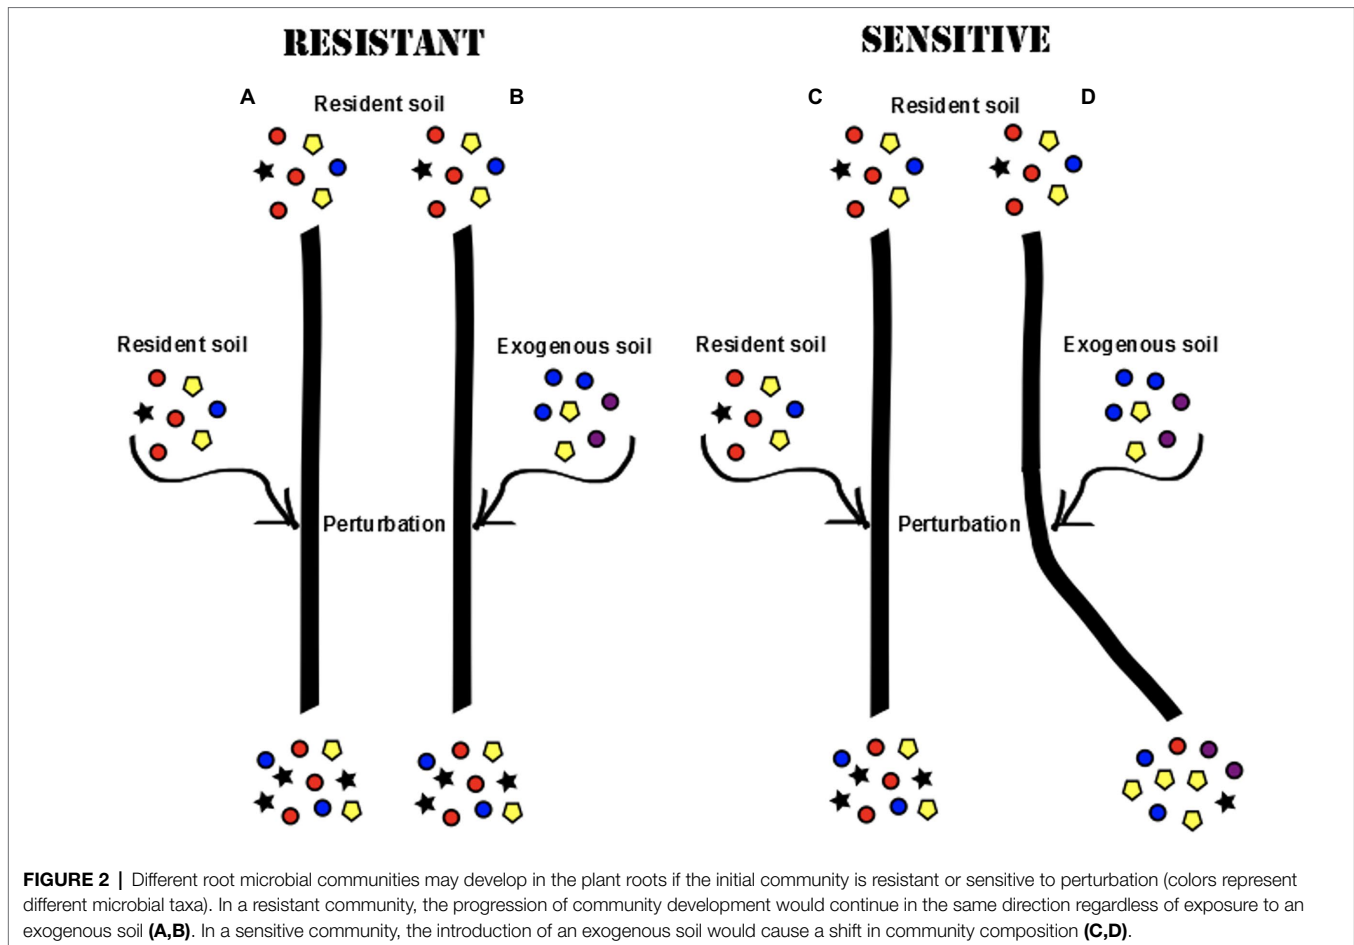 RESISTANT
SENSITIVE
A
Resident soil
B
C
Resident soil
D
Resident soil
Exogenous soil
Resident soil
Exogenous soil
Perturbation
Perturbation
FIGURE 2 | Different root microbial communities may develop in the plant roots if the initial community is resistant or sensitive to perturbation (colors represent
different microbial taxa). In a resistant community, the progression of community development would continue in the same direction regardless of exposure to an
exogenous soil (A,B). In a sensitive community, the introduction of an exogenous soil would cause a shift in community composition (C,D).